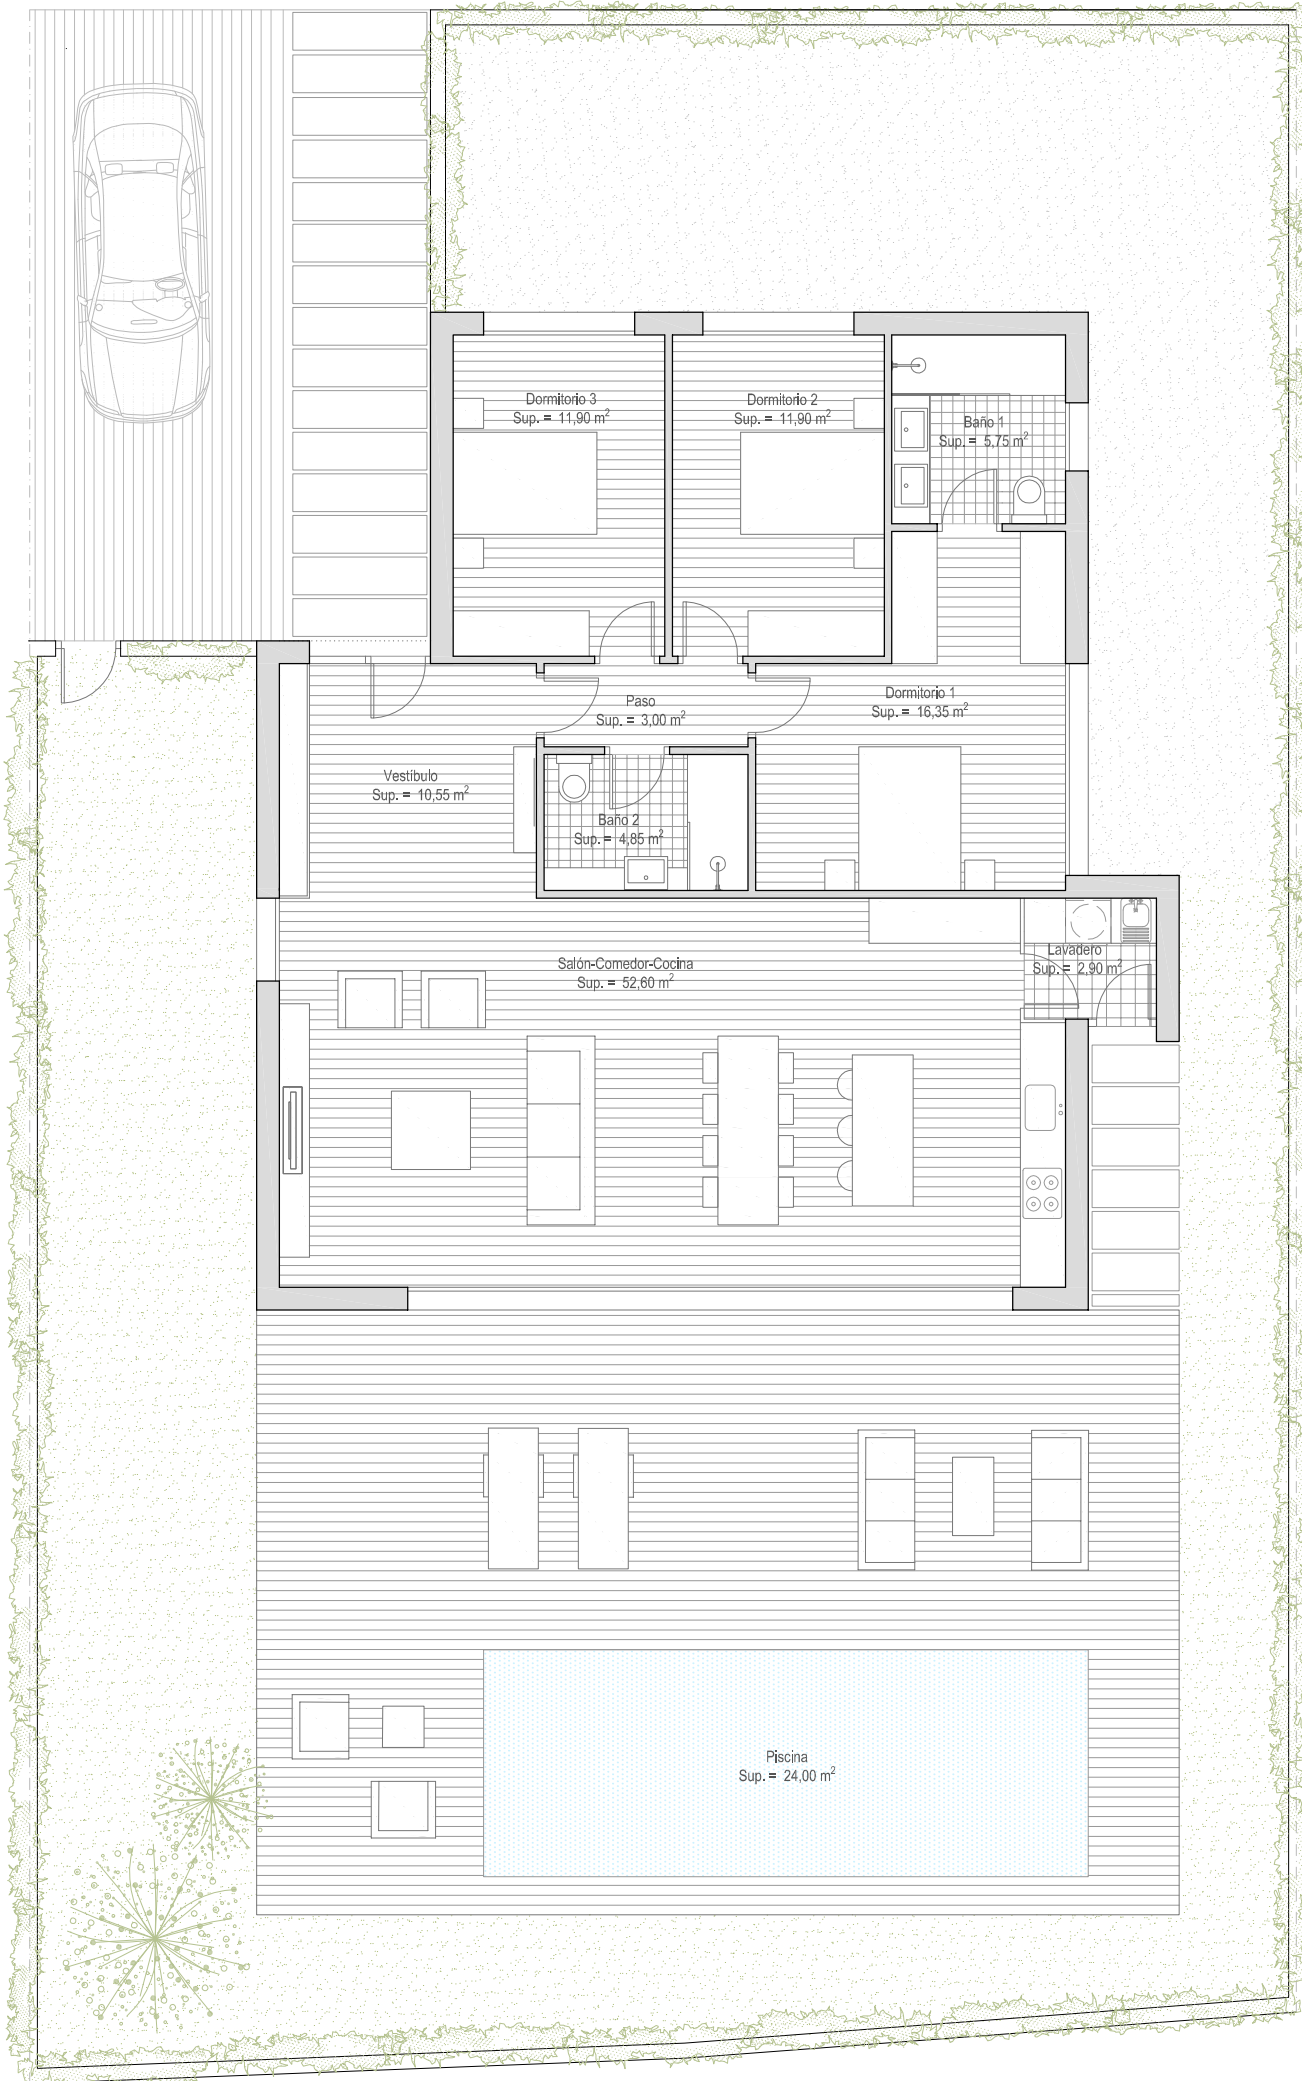 Dormitorio 3
Sup. = 11,90 m²
Dormitorio 2
Sup. = 11,90 m²
Baño 1
Sup. = 5,75 m²
Dormitorio 1
Sup. = 16,35 m²
Paso
Sup. = 3,00 m²
Vestíbulo
Sup. = 10,55 m²
Baño 2
Sup. = 4,85 m²
Lavadero
Sup. = 2,90 m²
Salón-Comedor-Cocina
Sup. = 52,60 m²
Piscina
Sup. = 24,00 m²